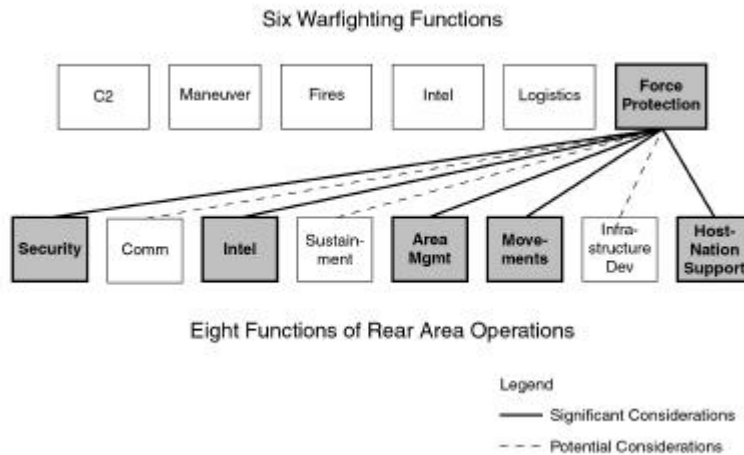 Six Warfighting Functions
C2
Maneuver
Fires
Intel
Logistics
Force
Protection
Security
Comm
Intel
Sustain-
ment
Area
Mgmt
Move-
ments
Infra-
structure
Dev
Host-
Nation
Support
Eight Functions of Rear Area Operations
Legend
Significant Considerations
Potential Considerations